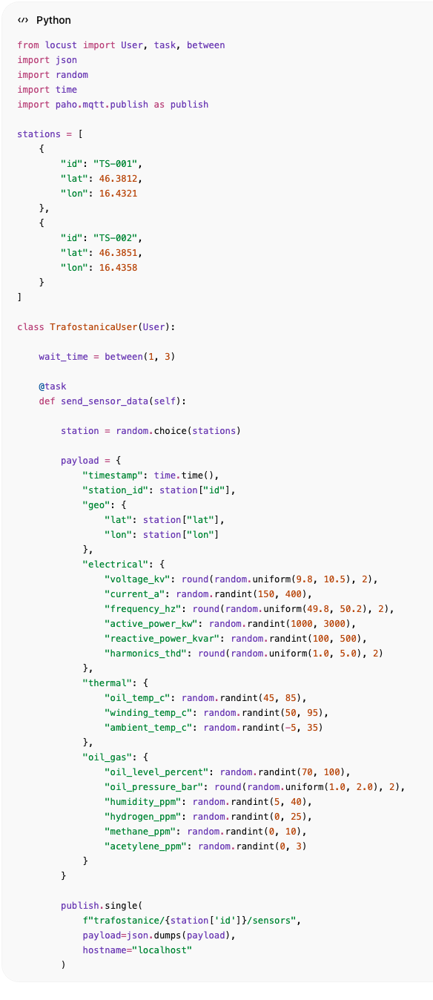 Python
from locust import User, task, between
import json
import random
import time
import paho.mqtt.publish as publish
stations = [
    {
        "id": "TS-001",
        "lat": 46.3812,
        "lon": 16.4321
    },
    {
        "id": "TS-002",
        "lat": 46.3851,
        "lon": 16.4358
    }
]
class TrafostanicaUser(User):
    wait_time = between(1, 3)
    @task
    def send_sensor_data(self):
        station = random.choice(stations)
        payload = {
            "timestamp": time.time(),
            "station_id": station["id"],
            "geo": {
                "lat": station["lat"],
                "lon": station["lon"]
            },
            "electrical": {
                "voltage_kv": round(random.uniform(9.8, 10.5), 2),
                "current_a": random.randint(150, 400),
                "frequency_hz": round(random.uniform(49.8, 50.2), 2),
                "active_power_kw": random.randint(1000, 3000),
                "reactive_power_kvar": random.randint(100, 500),
                "harmonics_thd": round(random.uniform(1.0, 5.0), 2)
            },
            "thermal": {
                "oil_temp_c": random.randint(45, 85),
                "winding_temp_c": random.randint(50, 95),
                "ambient_temp_c": random.randint(-5, 35)
            },
            "oil_gas": {
                "oil_level_percent": random.randint(70, 100),
                "oil_pressure_bar": round(random.uniform(1.0, 2.0), 2),
                "humidity_ppm": random.randint(5, 40),
                "hydrogen_ppm": random.randint(0, 25),
                "methane_ppm": random.randint(0, 10),
                "acetylene_ppm": random.randint(0, 3)
            }
        }
        publish.single(
            f"trafostanice/{station['id']}/sensors",
            payload=json.dumps(payload),
            hostname="localhost"
        )